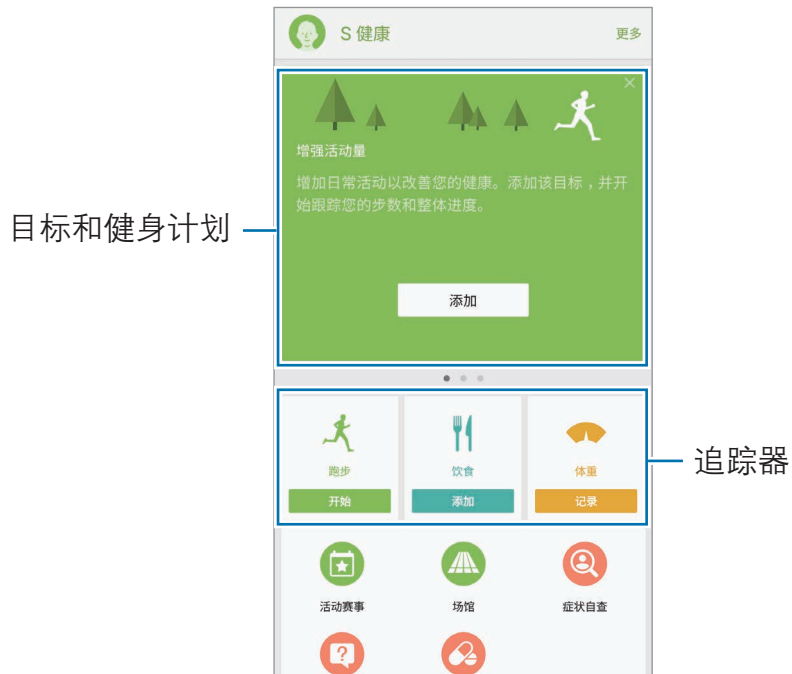 S 健康
更多
增强活动量
增加日常活动以改善您的健康。添加该目标，并开
始跟踪您的步数和整体进度。
目标和健身计划
添加
跑步
饮食
体重
开始
添加
记录
追踪器
活动赛事
场馆
症状自查